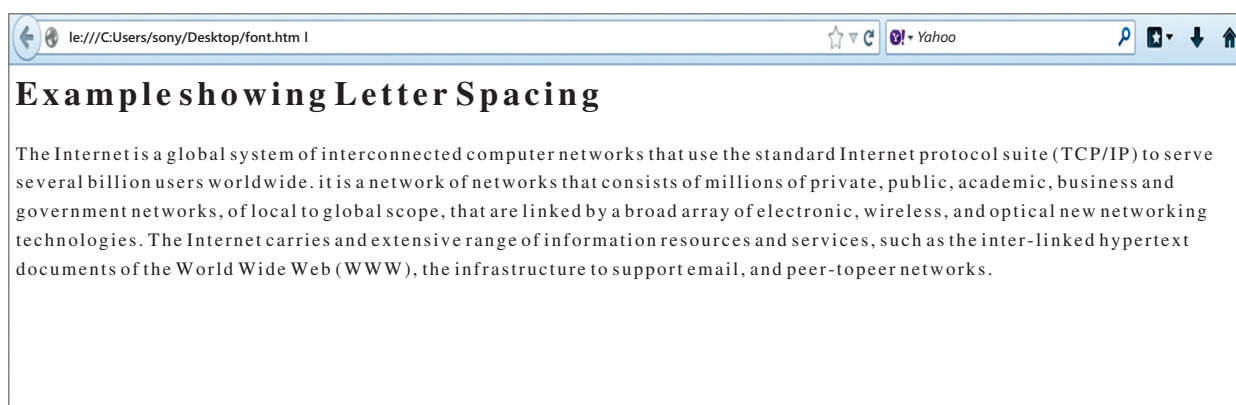 le:///C:Users/sony/Desktop/font.htm l
Yahoo
Example showing Letter Spacing
The Internet is a global system of interconnected computer networks that use the standard Internet protocol suite (TCP/IP) to serve
several billion users worldwide. it is a network of networks that consists of millions of private, public, academic, business and
government networks, of local to global scope, that are linked by a broad array of electronic, wireless, and optical new networking
technologies. The Internet carries and extensive range of information resources and services, such as the inter-linked hypertext
documents of the World Wide Web (WWW), the infrastructure to support email, and peer-topeer networks.